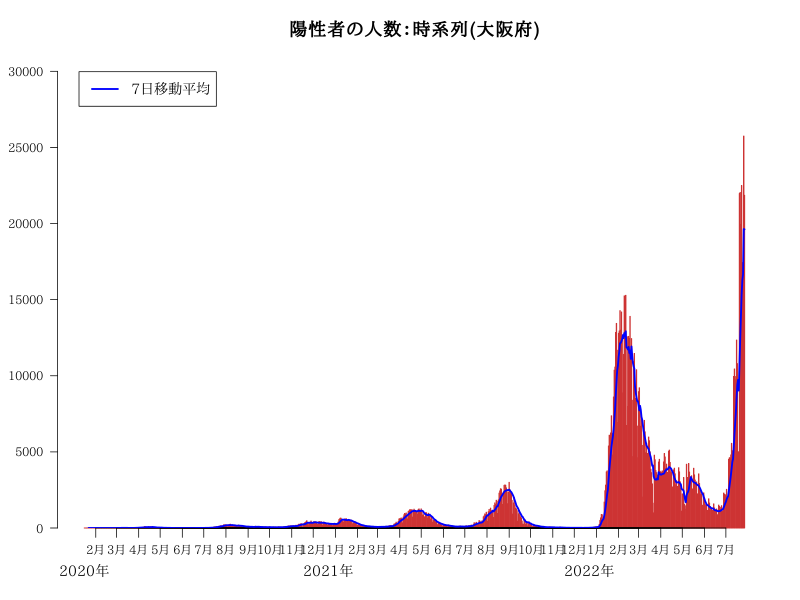 陽性者の人数：時系列(大阪府)
30000
7日移動平均
25000
20000
15000
10000
5000
0
2月 3月 4月 5月 6月 7月 8月 9月 10月 11月 12月 1月 2月 3月 4月 5月 6月 7月 8月 9月 10月 11月 12月 1月 2月 3月 4月 5月 6月 7月
2020年 2021年 2022年